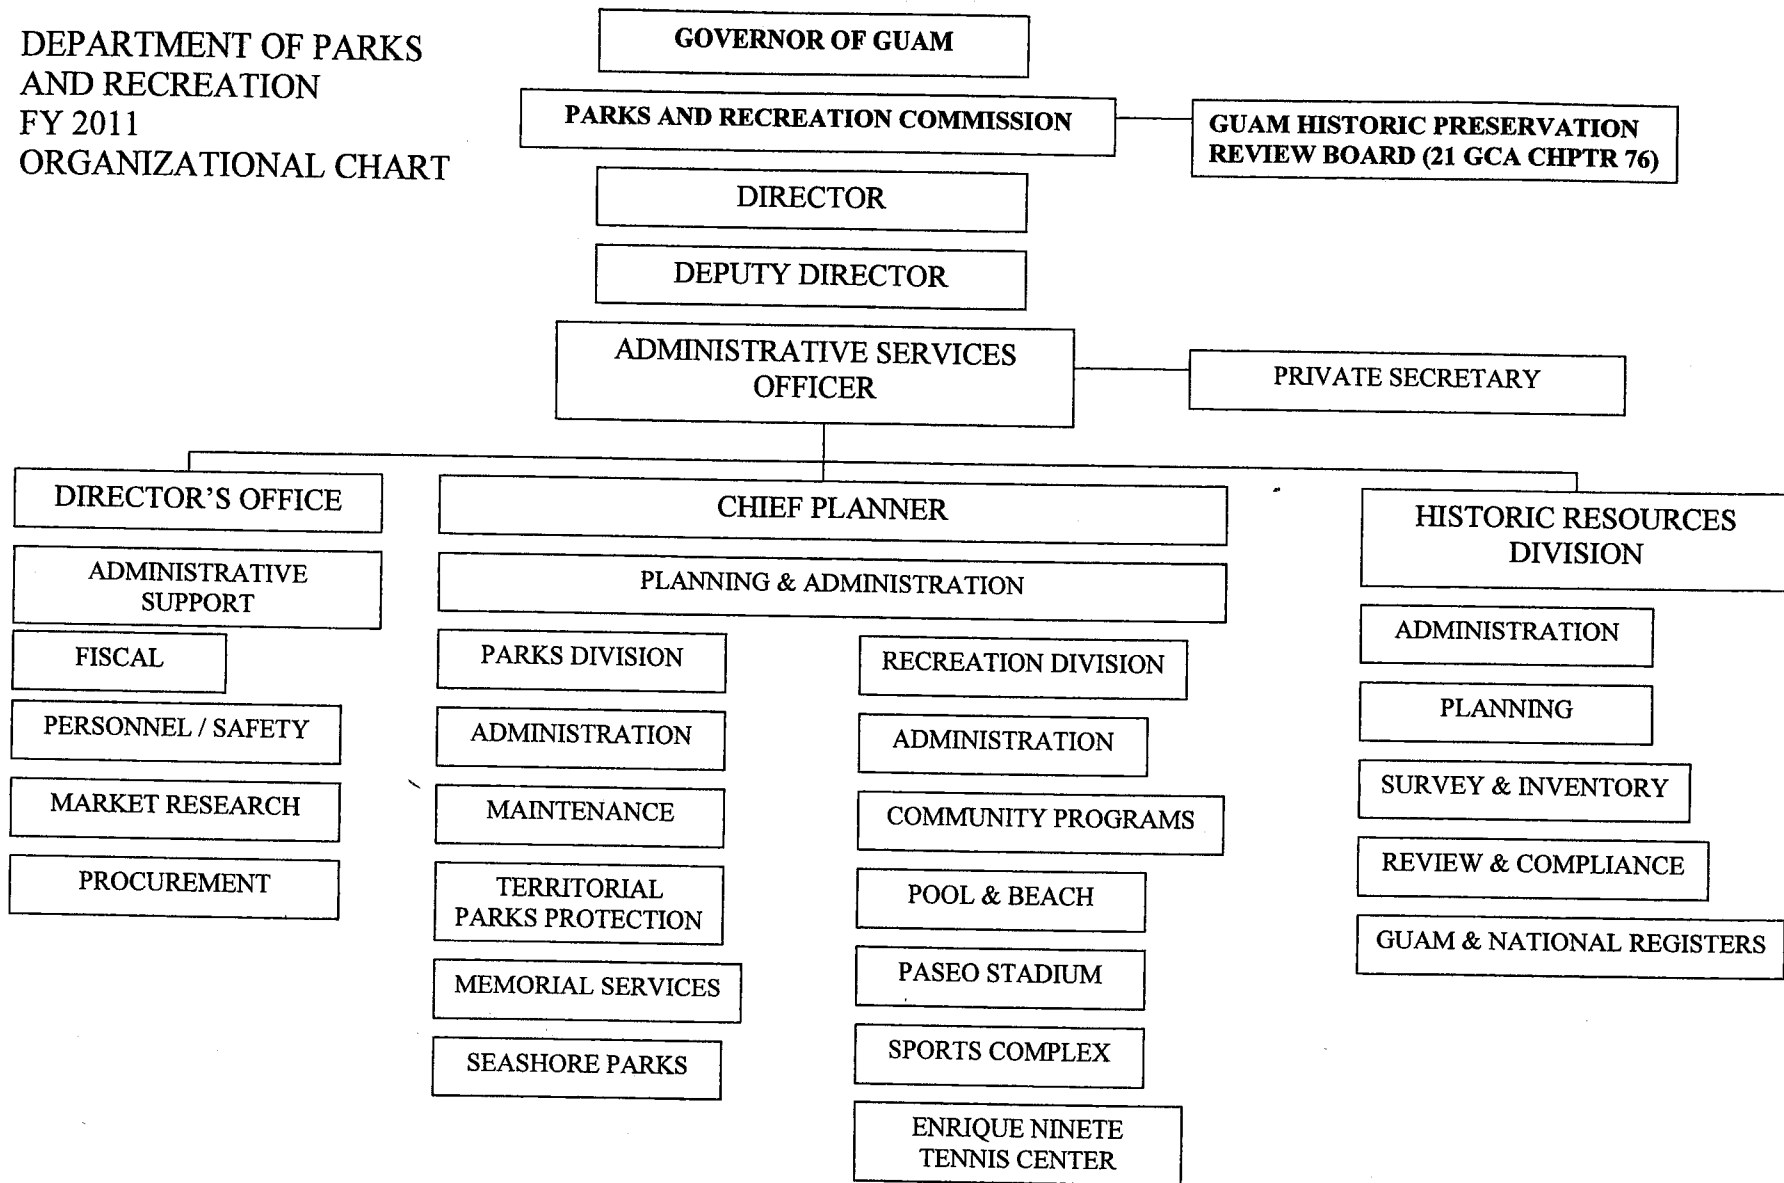 DEPARTMENT OF PARKS
AND RECREATION
FY 2011
ORGANIZATIONAL CHART
GOVERNOR OF GUAM
PARKS AND RECREATION COMMISSION
GUAM HISTORIC PRESERVATION
REVIEW BOARD (21 GCA CHPTR 76)
DIRECTOR
DEPUTY DIRECTOR
ADMINISTRATIVE SERVICES
OFFICER
PRIVATE SECRETARY
DIRECTOR'S OFFICE
ADMINISTRATIVE
SUPPORT
FISCAL
PERSONNEL / SAFETY
MARKET RESEARCH
PROCUREMENT
CHIEF PLANNER
PLANNING & ADMINISTRATION
PARKS DIVISION
ADMINISTRATION
MAINTENANCE
TERRITORIAL
PARKS PROTECTION
MEMORIAL SERVICES
SEASHORE PARKS
RECREATION DIVISION
ADMINISTRATION
COMMUNITY PROGRAMS
POOL & BEACH
PASEO STADIUM
SPORTS COMPLEX
ENRIQUE NINETE
TENNIS CENTER
HISTORIC RESOURCES
DIVISION
ADMINISTRATION
PLANNING
SURVEY & INVENTORY
REVIEW & COMPLIANCE
GUAM & NATIONAL REGISTERS